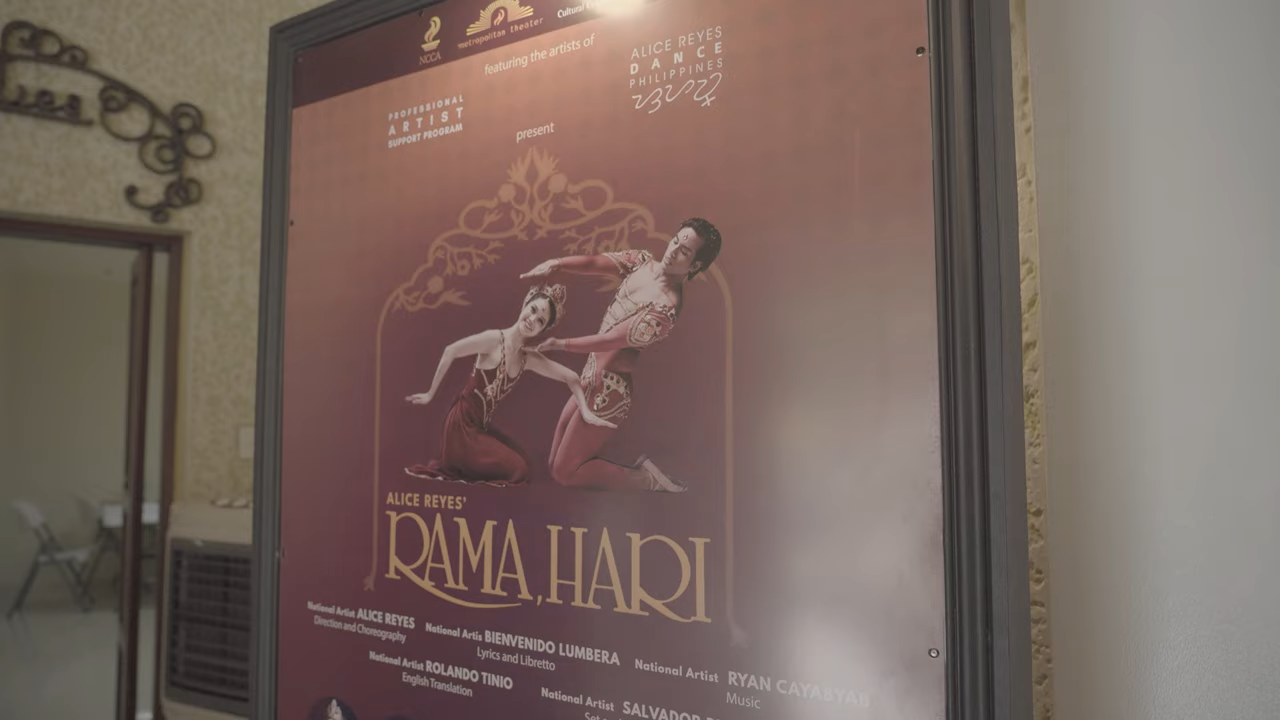 NCCA
metropolitan theater
featuring the artists of
ALICE REYES
DANCE
PHILIPPINES
PROFESSIONAL
ARTIST
SUPPORT PROGRAM
present
ALICE REYES'
RAMA, HARI
National Artist ALICE REYES
Direction and Choreography
National Artis BIENVENIDO LUMBERA
Lyrics and Libretto
National Artist RYAN CAYABYAB
Music
National Artist ROLANDO TINIO
English Translation
National Artist SALVADOR